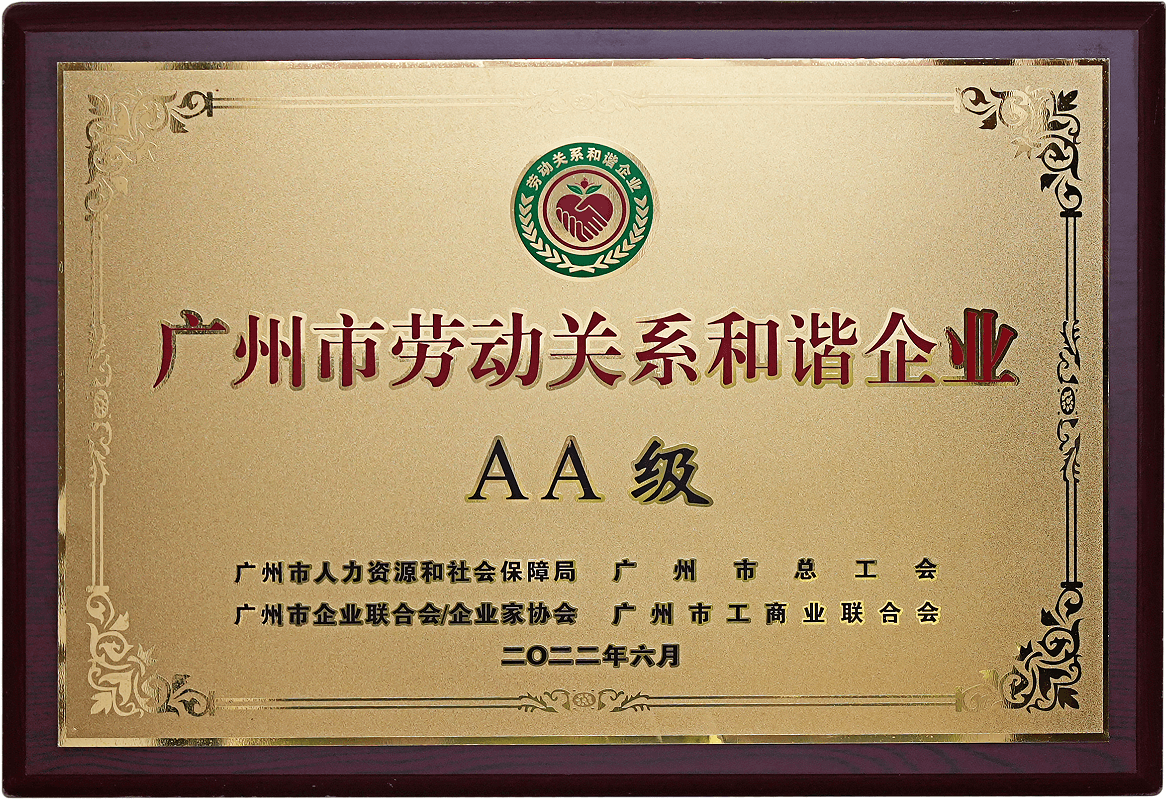 劳动关系和谐企业
广州市劳动关系和谐企业
AA级
广州市人力资源和社会保障局 广州市总工会
广州市企业联合会/企业家协会 广州市工商业联合会
二〇二二年六月